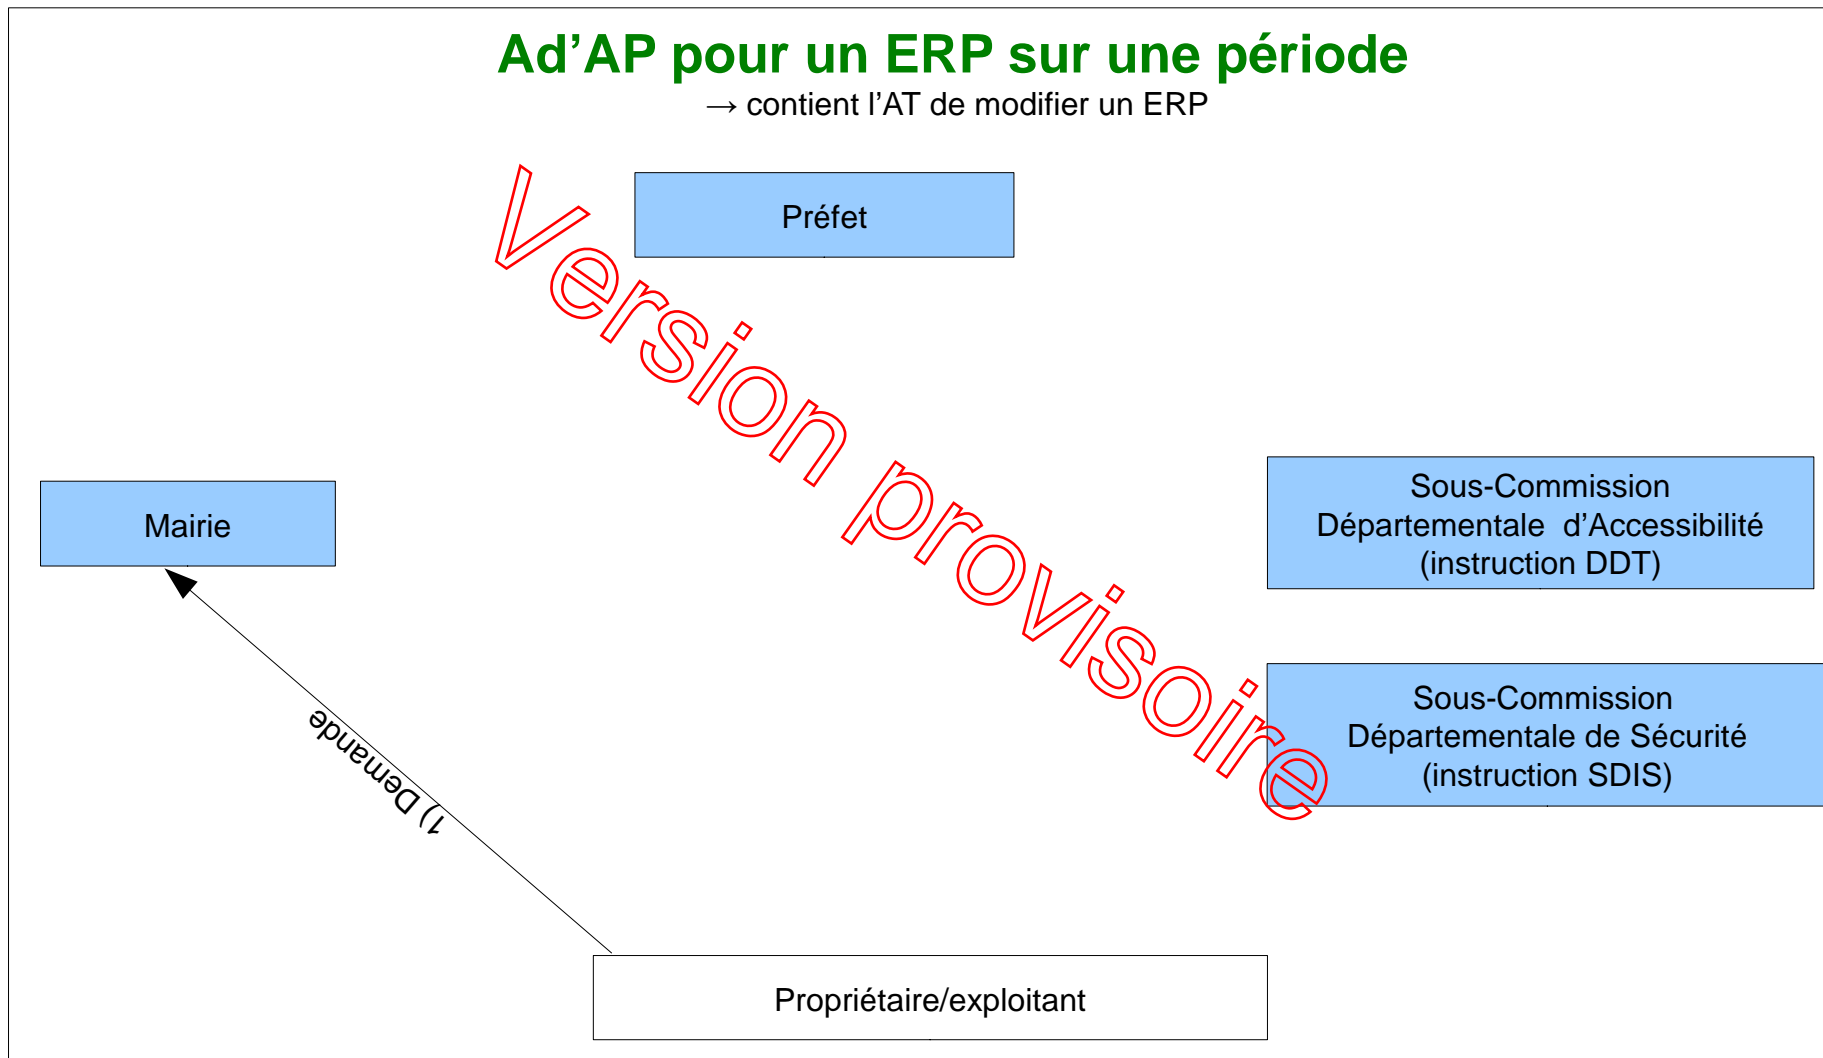 Ad’AP pour un ERP sur une période
→ contient l’AT de modifier un ERP
Préfet
Version provisoire
Mairie
Sous-Commission
Départementale d’Accessibilité
(instruction DDT)
Sous-Commission
Départementale de Sécurité
(instruction SDIS)
1) Demande
Propriétaire/exploitant